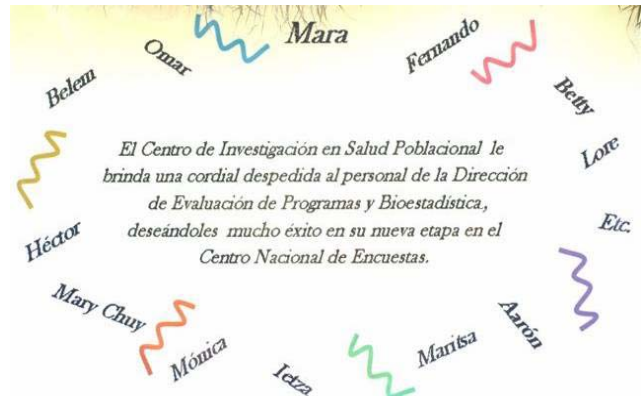 Mara
Omar
Fernando
Belem
Betty
Lore
El Centro de Investigación en Salud Poblacional le
brinda una cordial despedida al personal de la Dirección
de Evaluación de Programas y Bioestadística,
deseándoles mucho éxito en su nueva etapa en el
Centro Nacional de Encuestas.
Etc.
Héctor
Mary Chuy
Aarón
Maritsa
Mónica
Ietza